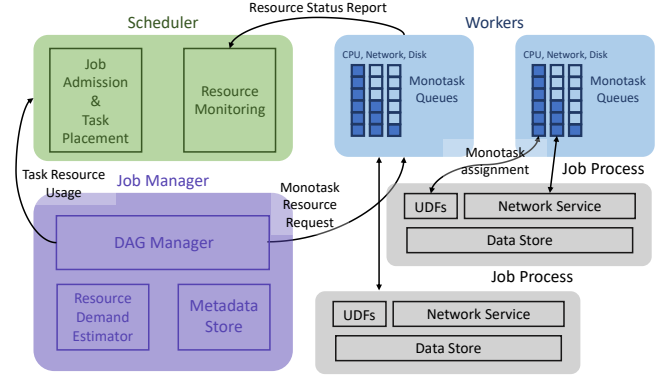 Resource Status Report
Scheduler
Workers
Job
Admission
&
Task
Placement
Resource
Monitoring
CPU, Network, Disk
Monotask
Queues
CPU, Network, Disk
Monotask
Queues
Task Resource
Usage
Job Manager
Monotask
Resource
Request
Monotask
assignment
Job Process
DAG Manager
UDFs
Network Service
Data Store
Job Process
Resource
Demand
Estimator
Metadata
Store
UDFs
Network Service
Data Store